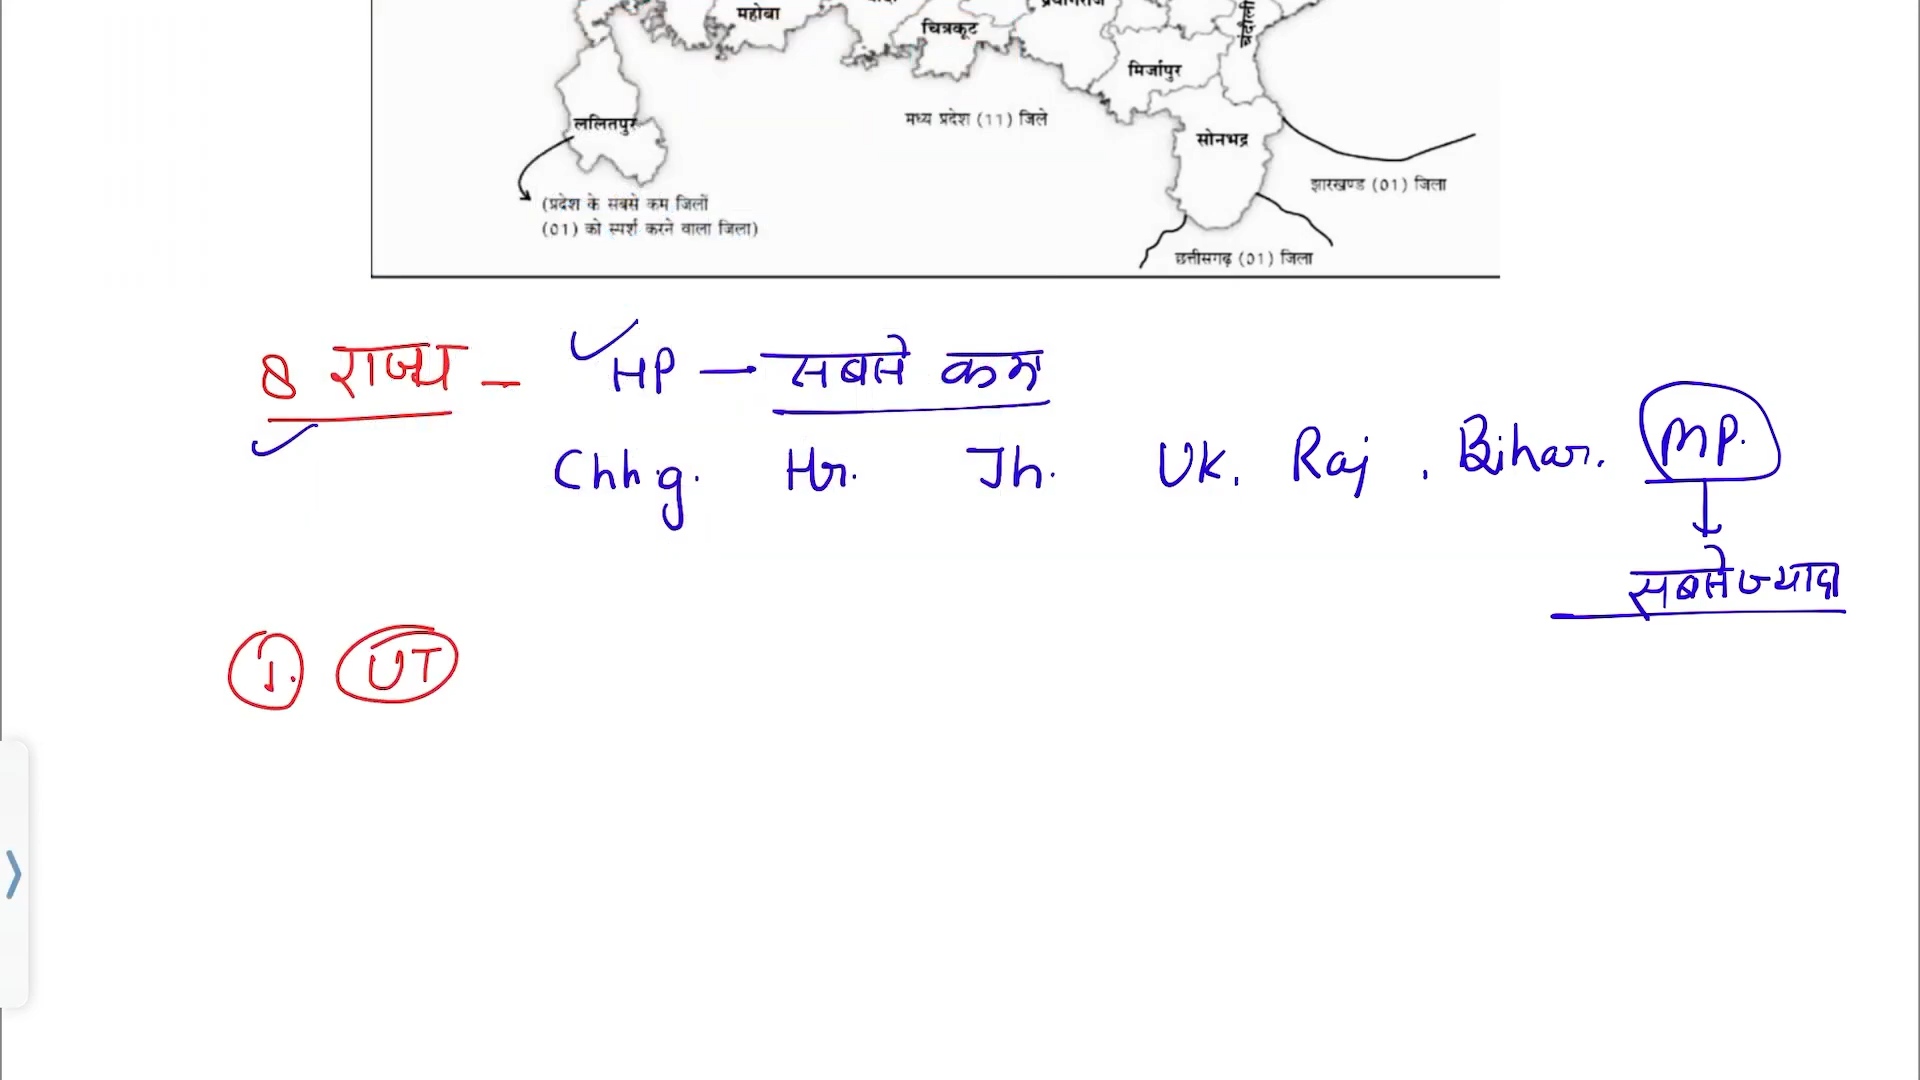 महोबा
चित्रकूट
मिर्जापुर
ललितपुर
मध्य प्रदेश (11) जिले
सोनभद्र
झारखण्ड (01) जिला
(प्रदेश के सबसे कम जिलों
(01) को स्पर्श करने वाला जिला)
छत्तीसगढ़ (01) जिला
8 राज्य – HP – सबसे कम
Chhg. Hr. Jh. UK. Raj. Bihar. MP.
सबसे ज्यादा
1. UT